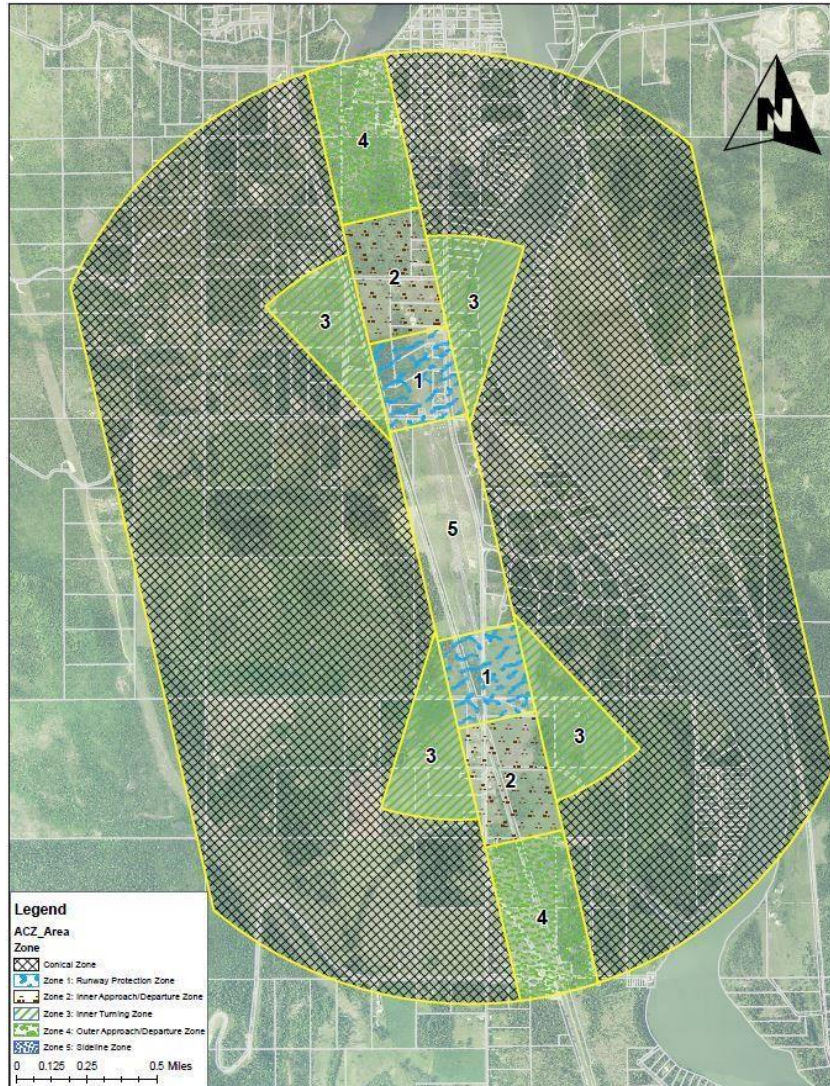 N
4
2
3
3
1
5
1
3
3
2
4
Legend
ACZ_Area
Zone
Conical Zone
Zone 1: Runway Protection Zone
Zone 2: Inner Approach/Departure Zone
Zone 3: Inner Turning Zone
Zone 4: Outer Approach/Departure Zone
Zone 5: Sideline Zone
0 0.125 0.25 0.5 Miles